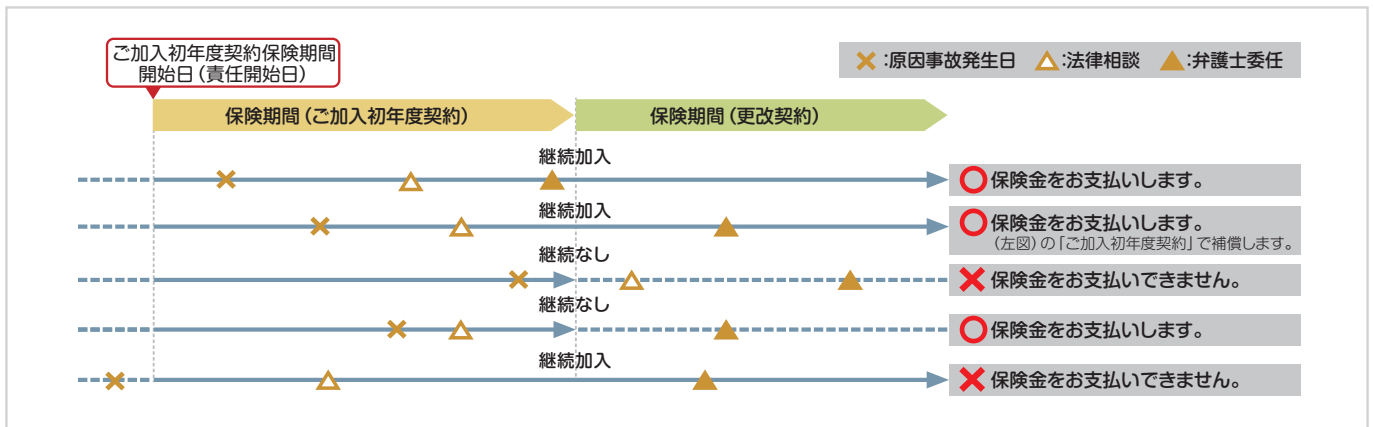 ご加入初年度契約保険期間
開始日（責任開始日）
：原因事故発生日 ：法律相談 ：弁護士委任
保険期間（ご加入初年度契約） 保険期間（更改契約）
継続加入
保険金をお支払いします。
継続加入
保険金をお支払いします。
（左図）の「ご加入初年度契約」で補償します。
継続なし
保険金をお支払いできません。
継続なし
保険金をお支払いします。
継続加入
保険金をお支払いできません。